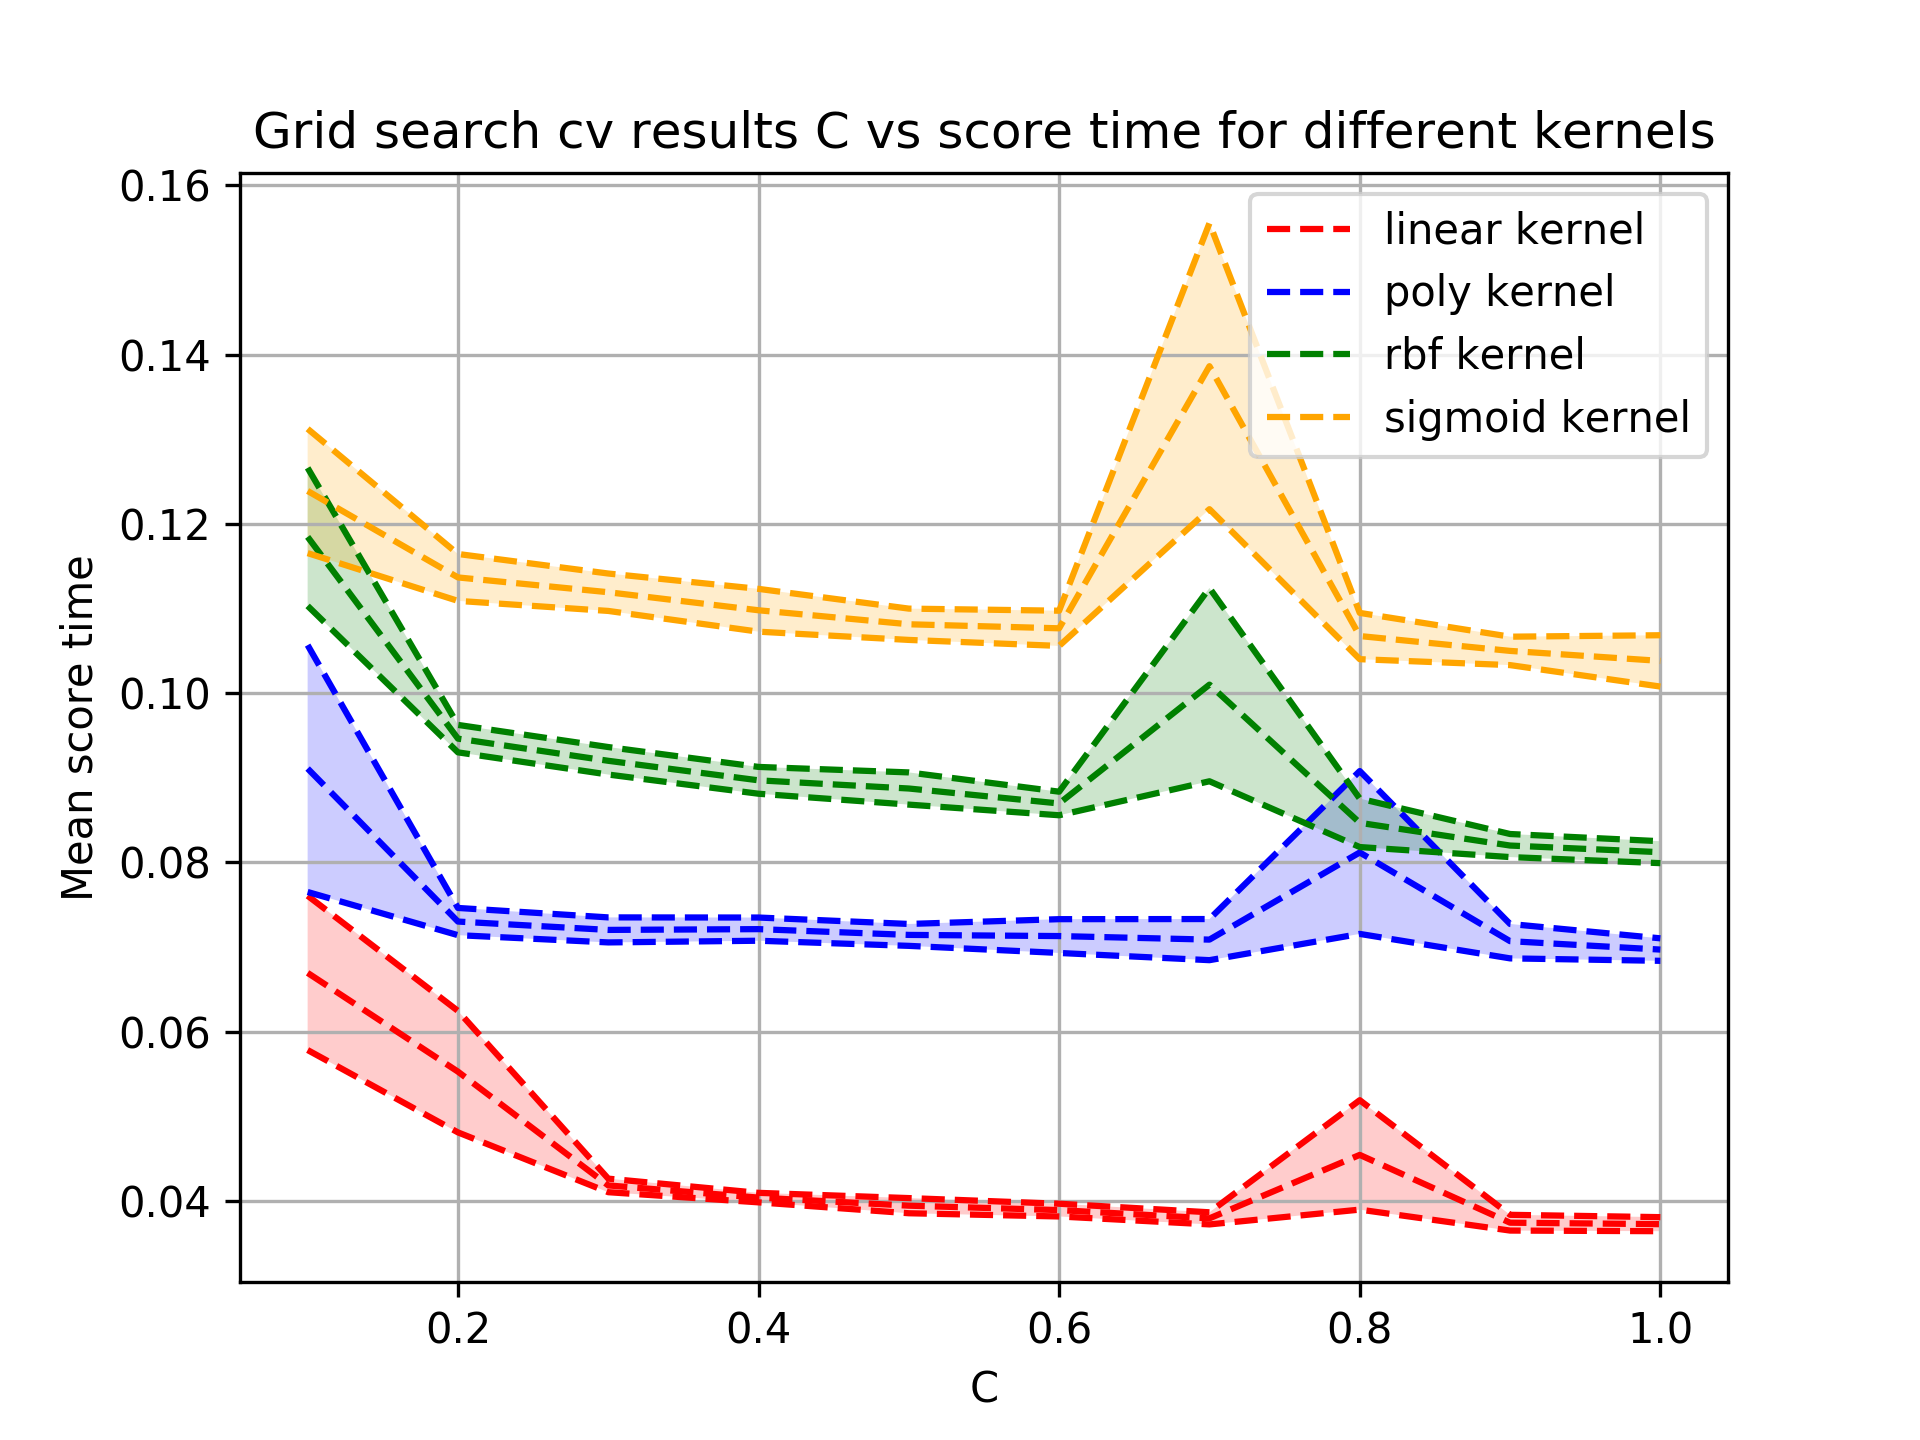 Grid search cv results C vs score time for different kernels
Mean score time
0.16
0.14
0.12
0.10
0.08
0.06
0.04
linear kernel
poly kernel
rbf kernel
sigmoid kernel
0.2 0.4 0.6 0.8 1.0
C